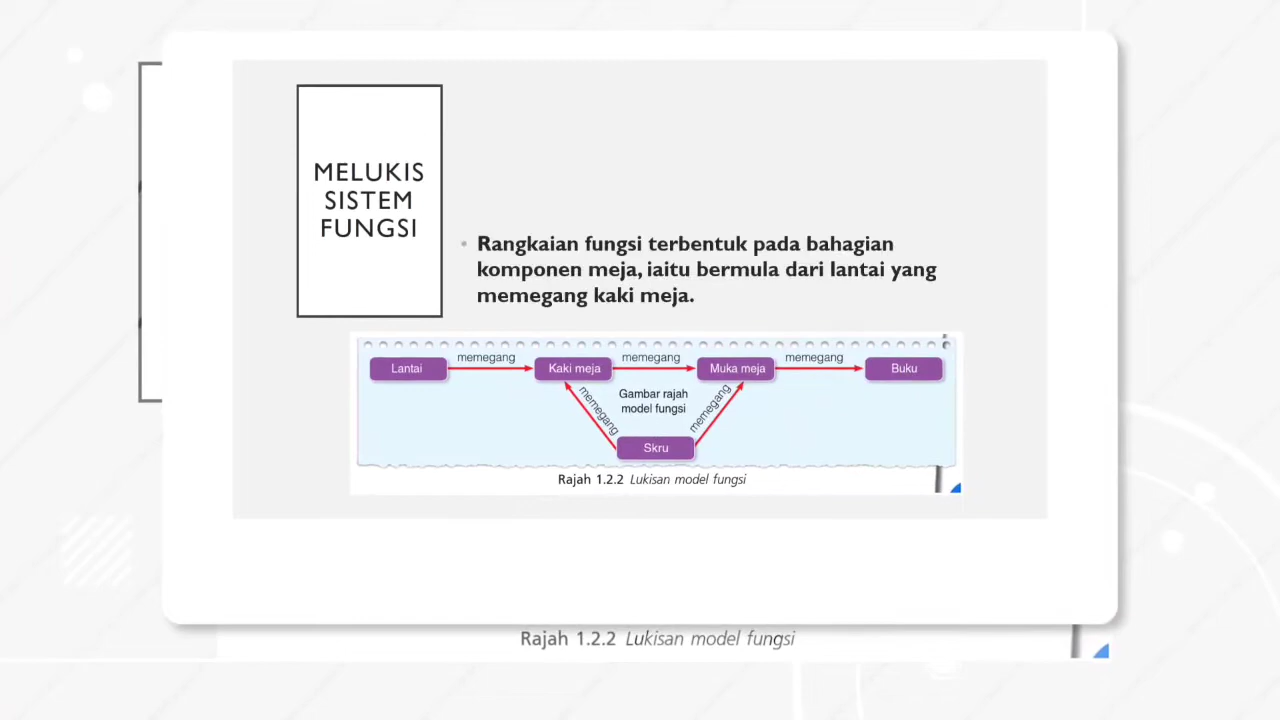 MELUKIS
SISTEM
FUNGSI
• Rangkaian fungsi terbentuk pada bahagian
komponen meja, iaitu bermula dari lantai yang
memegang kaki meja.
Lantai memegang Kaki meja memegang Muka meja memegang Buku
memegang
Gambar rajah
model fungsi
memegang
Skru
Rajah 1.2.2 Lukisan model fungsi
Rajah 1.2.2 Lukisan model fungsi